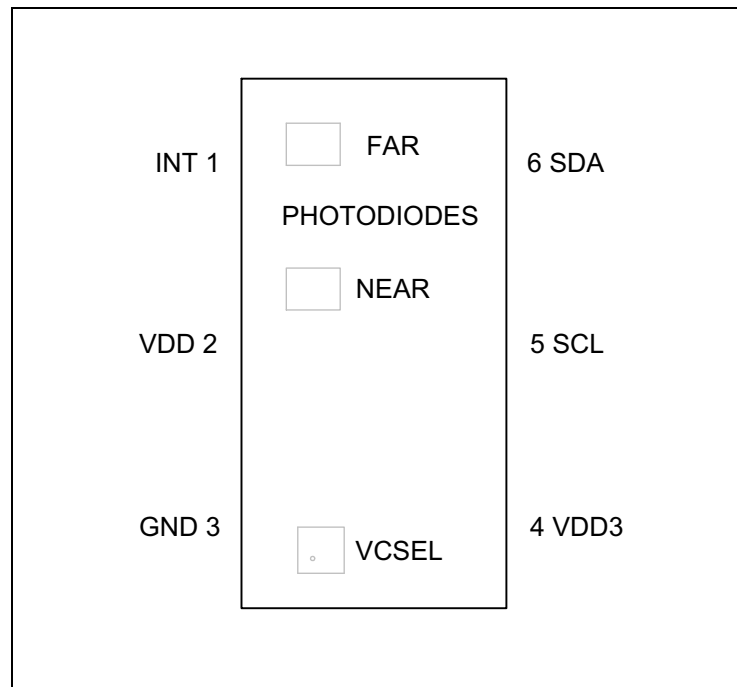 INT 1
FAR
6 SDA
PHOTODIODES
NEAR
VDD 2
5 SCL
GND 3
VCSEL
4 VDD3